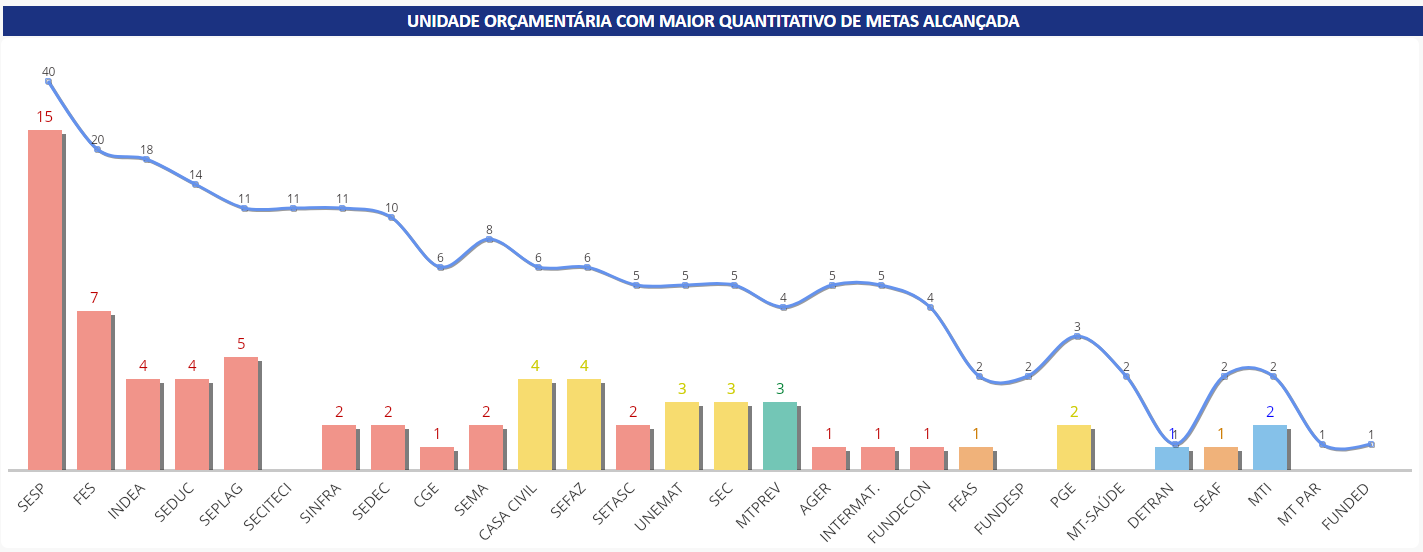 UNIDADE ORÇAMENTÁRIA COM MAIOR QUANTITATIVO DE METAS ALCANÇADA
40 20 18 14 11 11 11 10 6 8 6 6 5 5 5 4 5 5 4 2 2 3 2 1 2 2 1 1
15 7 4 4 5 2 2 1 2 4 4 2 3 3 3 1 1 1 1 2 1 1 2
SESP FES INDEA SEDUC SEPLAG SECITECI SINFRA SEDEC CGE SEMA CASA CIVIL SEFAZ SETASC UNEMAT SEC MTPREV AGER INTERMAT. FUNDECON FEAS FUNDESP PGE MT-SAÚDE DETRAN SEAF MTI MT PAR FUNDED